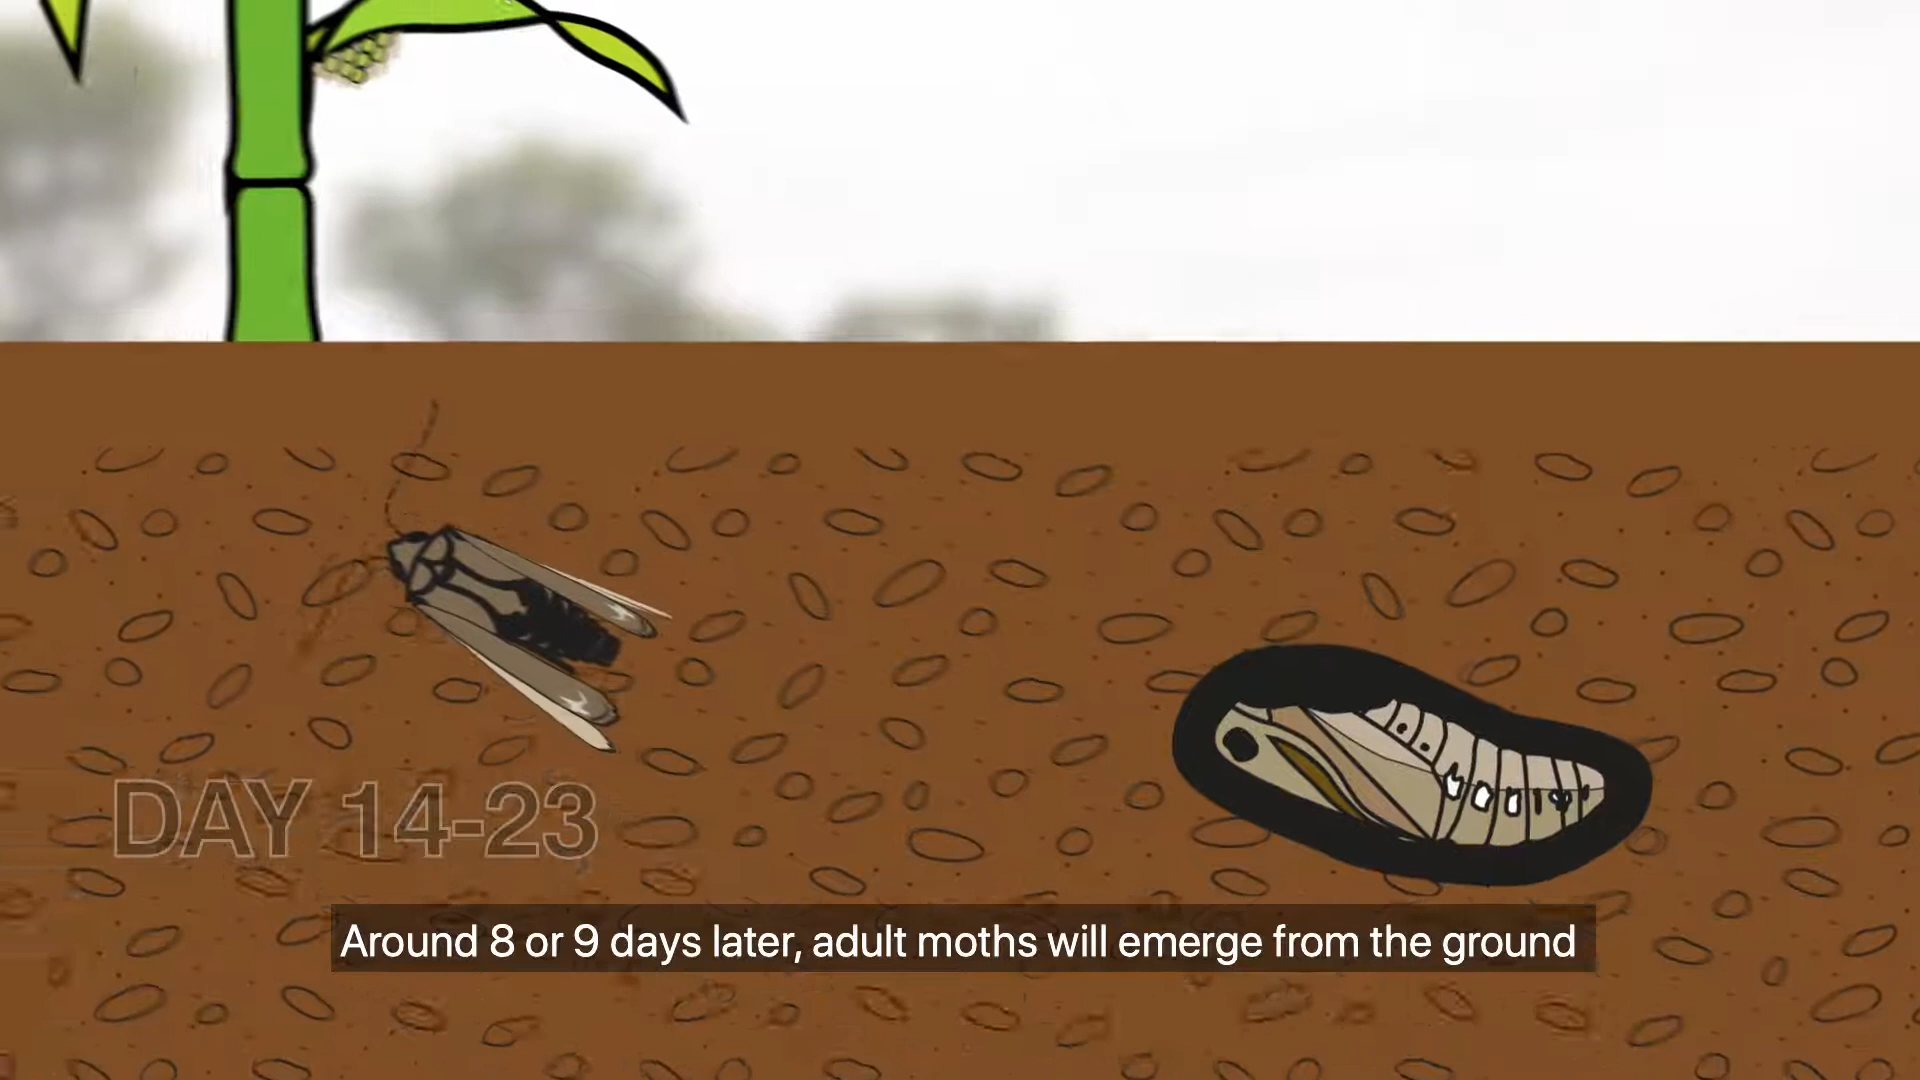 DAY 14-23
Around 8 or 9 days later, adult moths will emerge from the ground